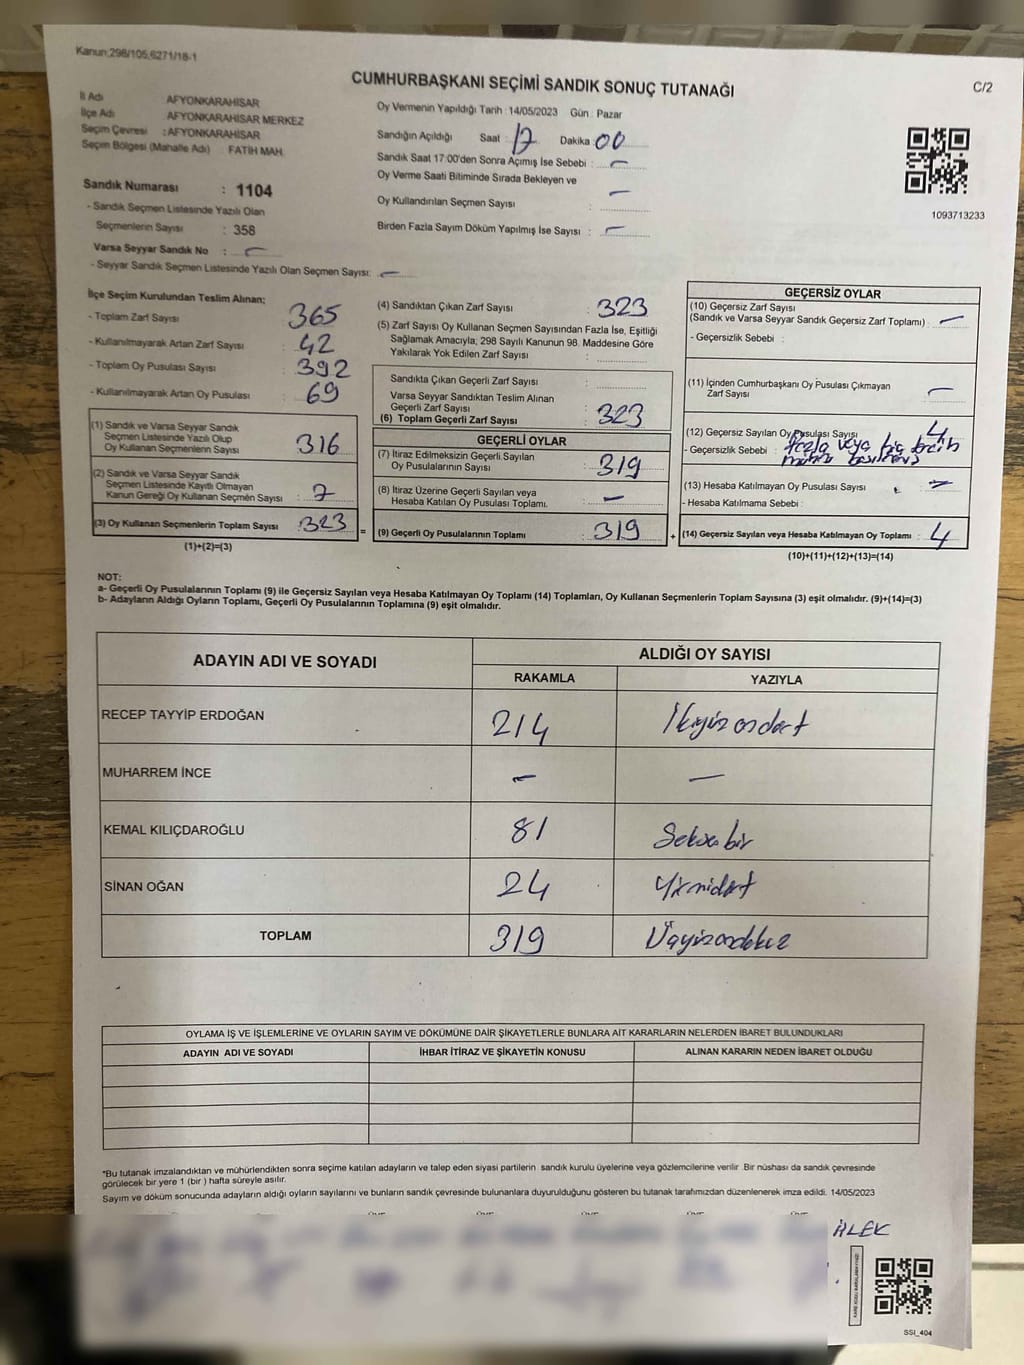 Kanun;298/105;6271/18-1
CUMHURBAŞKANI SEÇİMİ SANDIK SONUÇ TUTANAĞI
C/2
İl Adı AFYONKARAHİSAR
İlçe Adı AFYONKARAHİSAR MERKEZ
Seçim Çevresi : AFYONKARAHİSAR
Seçim Bölgesi (Mahalle Adı) FATİH MAH.
Sandık Numarası : 1104
- Sandık Seçmen Listesinde Yazılı Olan
Seçmenlerin Sayısı : 358
Varsa Seyyar Sandık No : -
- Seyyar Sandık Seçmen Listesinde Yazılı Olan Seçmen Sayısı: -
Oy Vermenin Yapıldığı Tarih : 14/05/2023 Gün : Pazar
Sandığın Açıldığı Saat : 17 Dakika : 00
Sandık Saat 17:00'den Sonra Açımış İse Sebebi : -
Oy Verme Saati Bitiminde Sırada Bekleyen ve
Oy Kullandırılan Seçmen Sayısı : -
Birden Fazla Sayım Döküm Yapılmış İse Sayısı : -
1093713233
İlçe Seçim Kurulundan Teslim Alınan;
- Toplam Zarf Sayısı : 365
- Kullanılmayarak Artan Zarf Sayısı : 42
- Toplam Oy Pusulası Sayısı : 392
- Kullanılmayarak Artan Oy Pusulası : 69
(1) Sandık ve Varsa Seyyar Sandık
Seçmen Listesinde Yazılı Olup
Oy Kullanan Seçmenlerin Sayısı : 316
(2) Sandık ve Varsa Seyyar Sandık
Seçmen Listesinde Kayıtlı Olmayan
Kanun Gereği Oy Kullanan Seçmen Sayısı : 7
(3) Oy Kullanan Seçmenlerin Toplam Sayısı : 323 =
(1)+(2)=(3)
(4) Sandıktan Çıkan Zarf Sayısı : 323
(5) Zarf Sayısı Oy Kullanan Seçmen Sayısından Fazla İse, Eşitliği
Sağlamak Amacıyla, 298 Sayılı Kanunun 98. Maddesine Göre
Yakılarak Yok Edilen Zarf Sayısı :
Sandıkta Çıkan Geçerli Zarf Sayısı :
Varsa Seyyar Sandıktan Teslim Alınan
Geçerli Zarf Sayısı :
(6) Toplam Geçerli Zarf Sayısı : 323
GEÇERLİ OYLAR
(7) İtiraz Edilmeksizin Geçerli Sayılan
Oy Pusulalarının Sayısı : 319
(8) İtiraz Üzerine Geçerli Sayılan veya
Hesaba Katılan Oy Pusulası Toplamı. : -
(9) Geçerli Oy Pusulalarının Toplamı : 319 +
GEÇERSİZ OYLAR
(10) Geçersiz Zarf Sayısı
(Sandık ve Varsa Seyyar Sandık Geçersiz Zarf Toplamı) : -
- Geçersizlik Sebebi :
(11) İçinden Cumhurbaşkanı Oy Pusulası Çıkmayan
Zarf Sayısı : -
(12) Geçersiz Sayılan Oy Pusulası Sayısı : 4
- Geçersizlik Sebebi : fazla veya hiç tercih
mührü
(13) Hesaba Katılmayan Oy Pusulası Sayısı : -
- Hesaba Katılmama Sebebi :
(14) Geçersiz Sayılan veya Hesaba Katılmayan Oy Toplamı : 4
(10)+(11)+(12)+(13)=(14)
NOT:
a- Geçerli Oy Pusulalarının Toplamı (9) ile Geçersiz Sayılan veya Hesaba Katılmayan Oy Toplamı (14) Toplamları, Oy Kullanan Seçmenlerin Toplam Sayısına (3) eşit olmalıdır. (9)+(14)=(3)
b- Adayların Aldığı Oyların Toplamı, Geçerli Oy Pusulalarının Toplamına (9) eşit olmalıdır.
ADAYIN ADI VE SOYADI ALDIĞI OY SAYISI
RAKAMLA YAZIYLA
RECEP TAYYİP ERDOĞAN 214 İkiyüzondört
MUHARREM İNCE - -
KEMAL KILIÇDAROĞLU 81 Seksenbir
SİNAN OĞAN 24 Yirmidört
TOPLAM 319 Üçyüzondokuz
OYLAMA İŞ VE İŞLEMLERİNE VE OYLARIN SAYIM VE DÖKÜMÜNE DAİR ŞİKAYETLERLE BUNLARA AİT KARARLARIN NELERDEN İBARET BULUNDUKLARI
ADAYIN ADI VE SOYADI İHBAR İTİRAZ VE ŞİKAYETİN KONUSU ALINAN KARARIN NEDEN İBARET OLDUĞU
*Bu tutanak imzalandıktan ve mühürlendikten sonra seçime katılan adayların ve talep eden siyasi partilerin sandık kurulu üyelerine veya gözlemcilerine verilir .Bir nüshası da sandık çevresinde
görülecek bir yere 1 (bir ) hafta süreyle asılır.
Sayım ve döküm sonucunda adayların aldığı oyların sayılarını ve bunların sandık çevresinde bulunanlara duyurulduğunu gösteren bu tutanak tarafımızdan düzenlenerek imza edildi. 14/05/2023
SSI_404